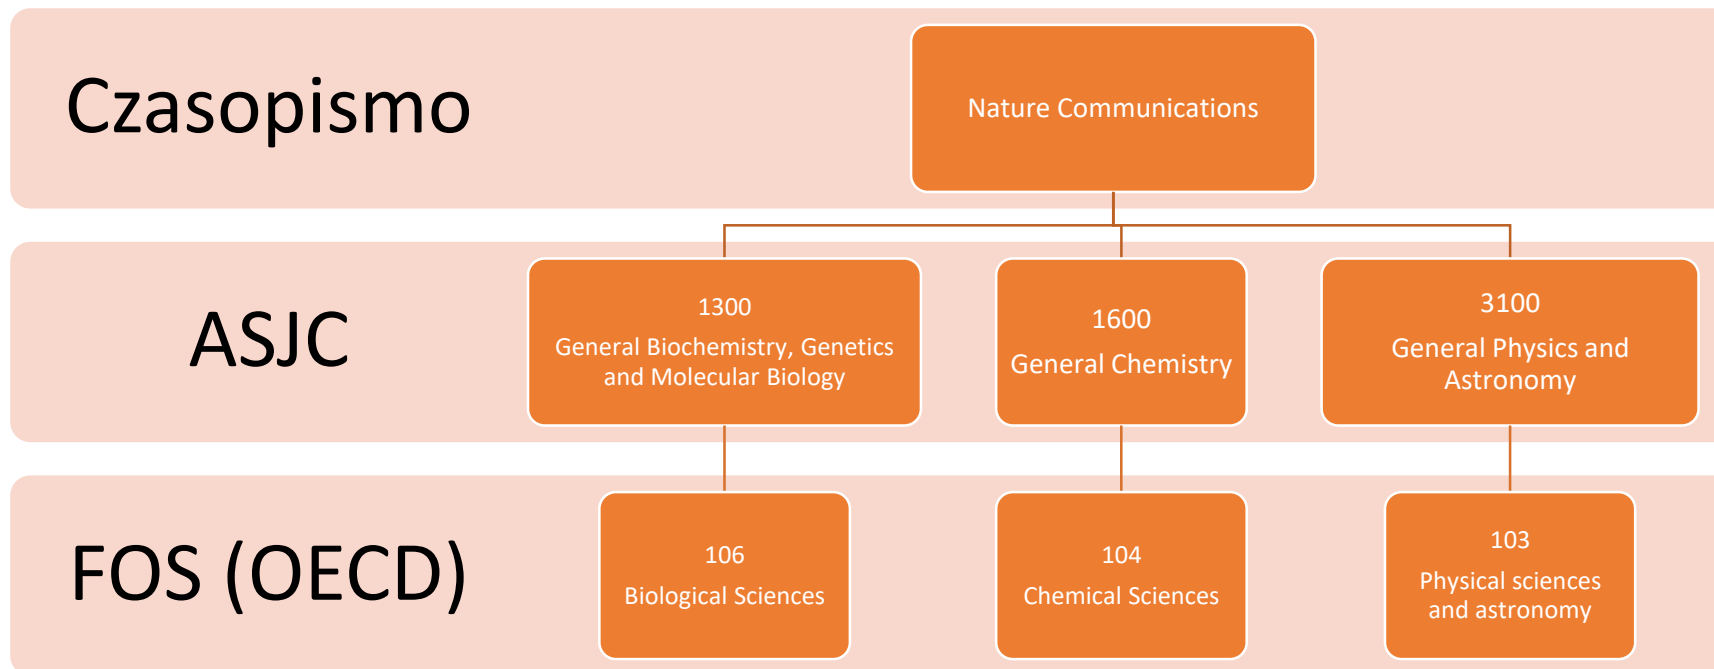 Czasopismo
Nature Communications
ASJC
1300
General Biochemistry, Genetics
and Molecular Biology
1600
General Chemistry
3100
General Physics and
Astronomy
FOS (OECD)
106
Biological Sciences
104
Chemical Sciences
103
Physical sciences
and astronomy